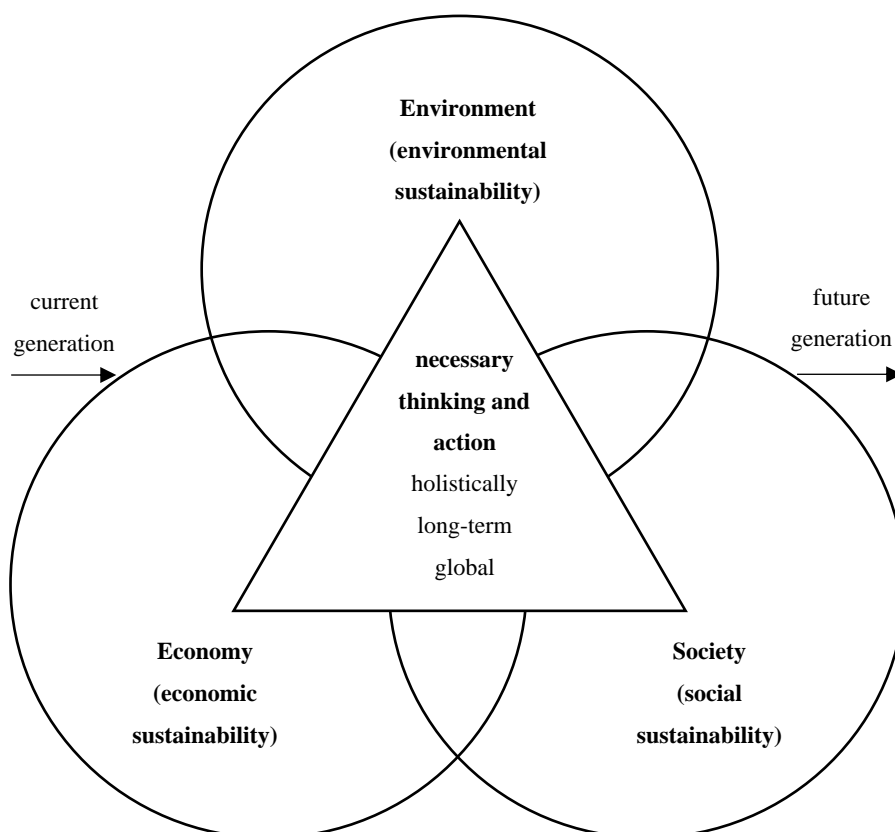 Environment
(environmental
sustainability)
current
generation
future
generation
necessary
thinking and
action
holistically
long-term
global
Economy
(economic
sustainability)
Society
(social
sustainability)